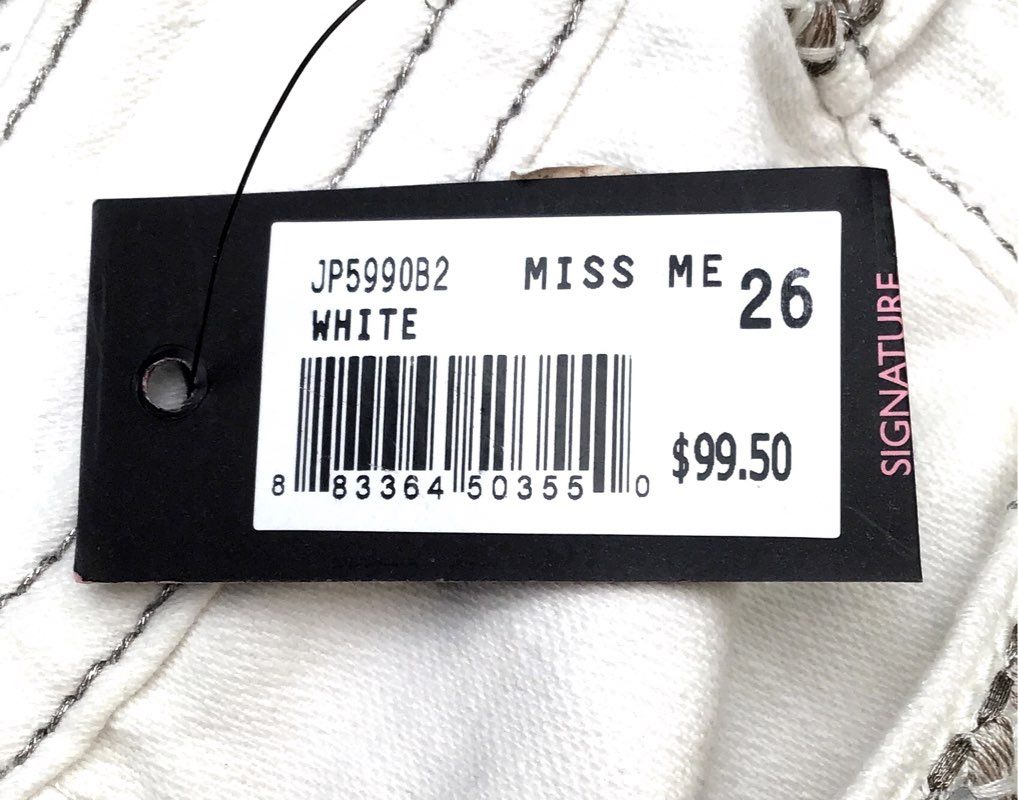 JP5990B2 MISS ME 26
WHITE
$99.50
8 83364 50355 0
SIGNATURE